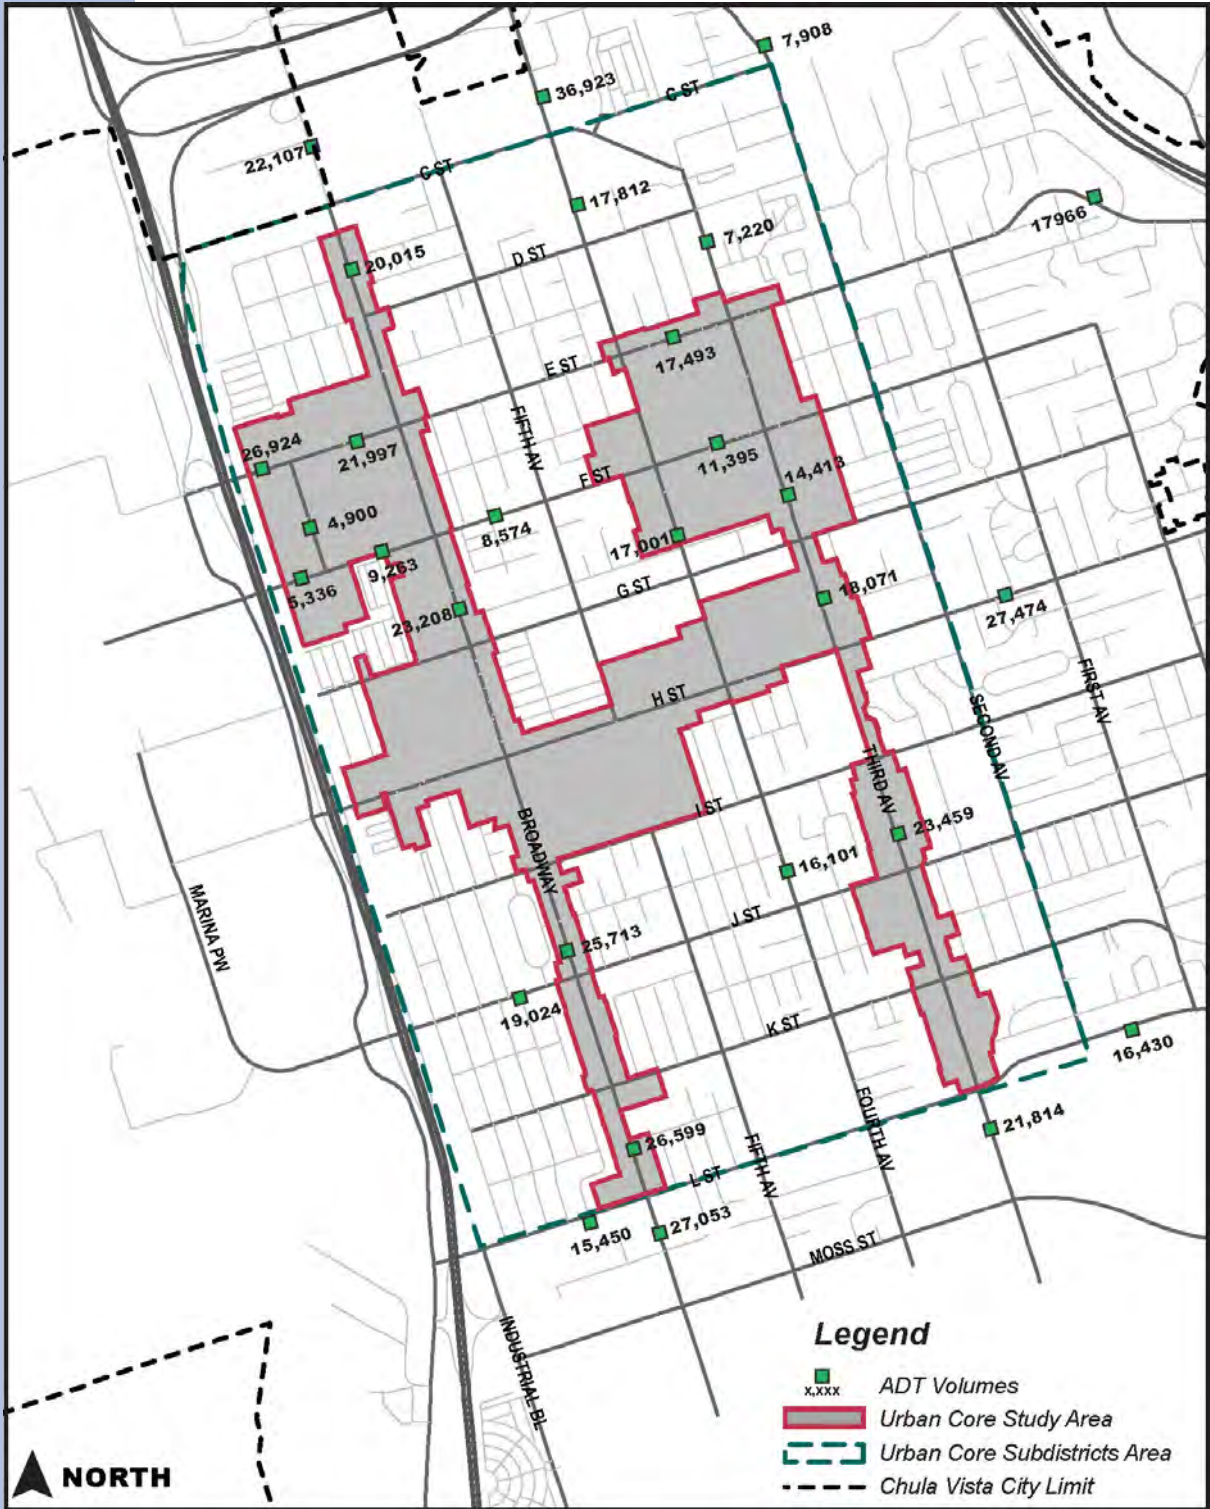 7,908
36,923
C ST
22,107
C ST
17,812
17966
7,220
D ST
20,015
17,493
E ST
FIFTH AV
26,924
21,997
11,395
F ST
14,413
4,900
8,574
17,001
9,263
5,336
G ST
18,071
27,474
23,208
H ST
FIRST AV
SECOND AV
THIRD AV
I ST
BROADWAY
23,459
16,101
MARINA PW
J ST
25,713
19,024
K ST
16,430
FOURTH AV
21,814
26,599
FIFTH AV
L ST
27,053
15,450
MOSS ST
INDUSTRIAL BL
Legend
x,xxx
ADT Volumes
Urban Core Study Area
Urban Core Subdistricts Area
Chula Vista City Limit
NORTH